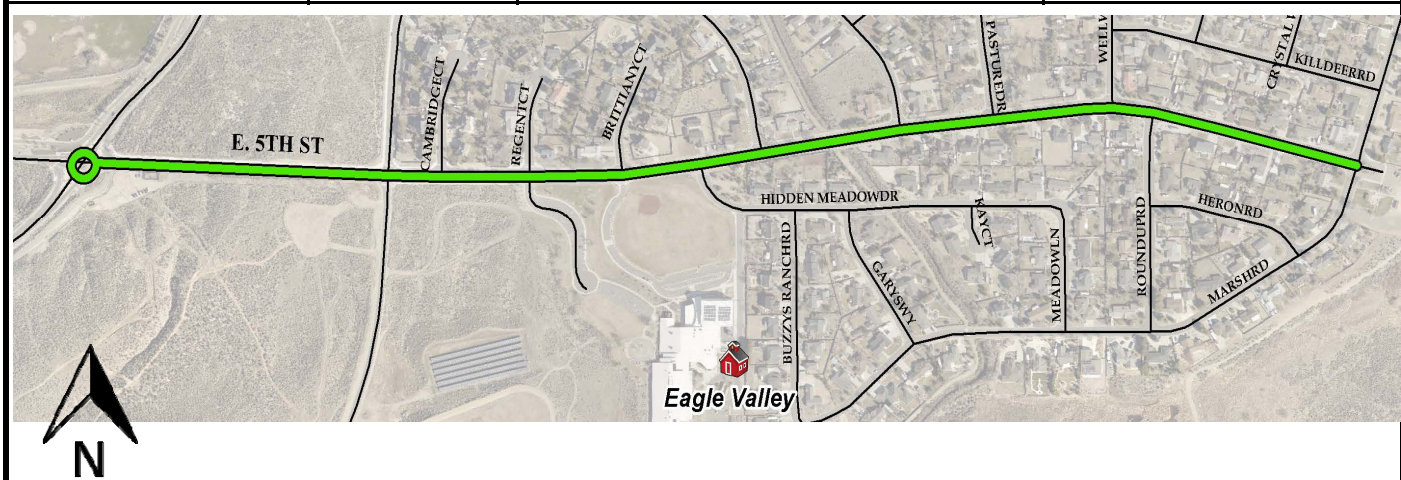 PASTUREDR
WELLW
CRYSTAL
KILLDEERRD
CAMBRIDGECT
REGENTCT
BRITTIANYCT
E. 5TH ST
HIDDEN MEADOWDR
KAYCT
HERONRD
BUZZYS RANCHRD
GARYSWY
MEADOWLN
ROUNDUPRD
MARSHRD
Eagle Valley
N